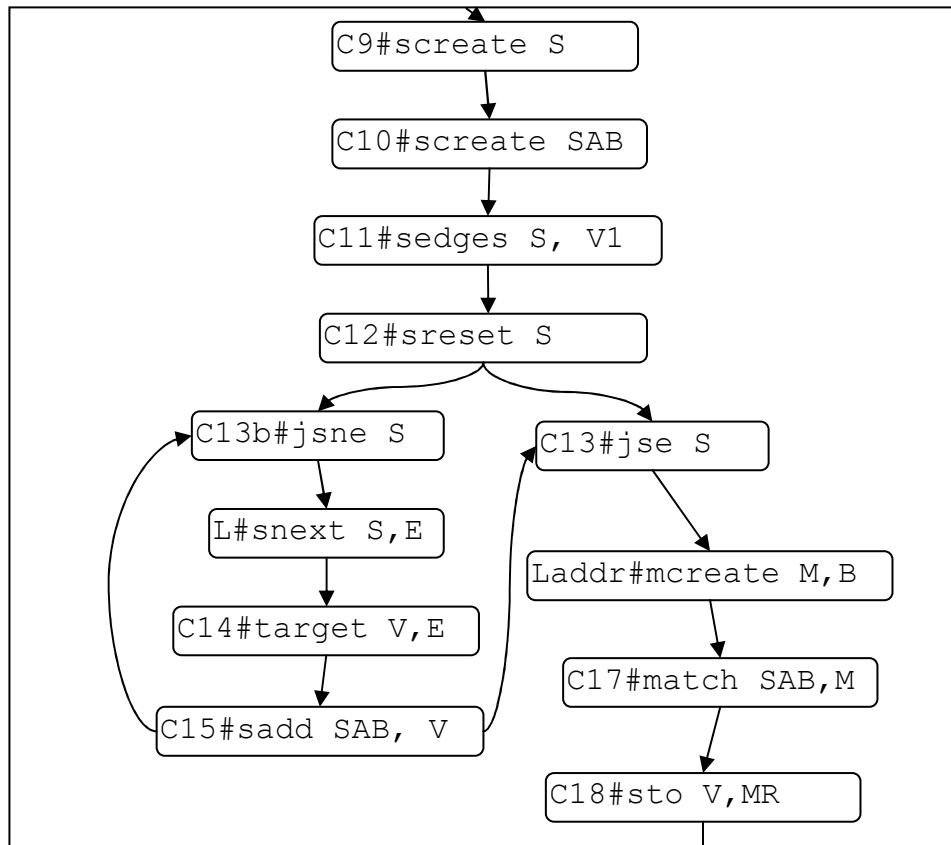 C9#screate S
C10#screate SAB
C11#sedges S, V1
C12#sreset S
C13b#jsne S
C13#jse S
L#snext S,E
Laddr#mcreate M,B
C14#target V,E
C17#match SAB,M
C15#sadd SAB, V
C18#sto V,MR